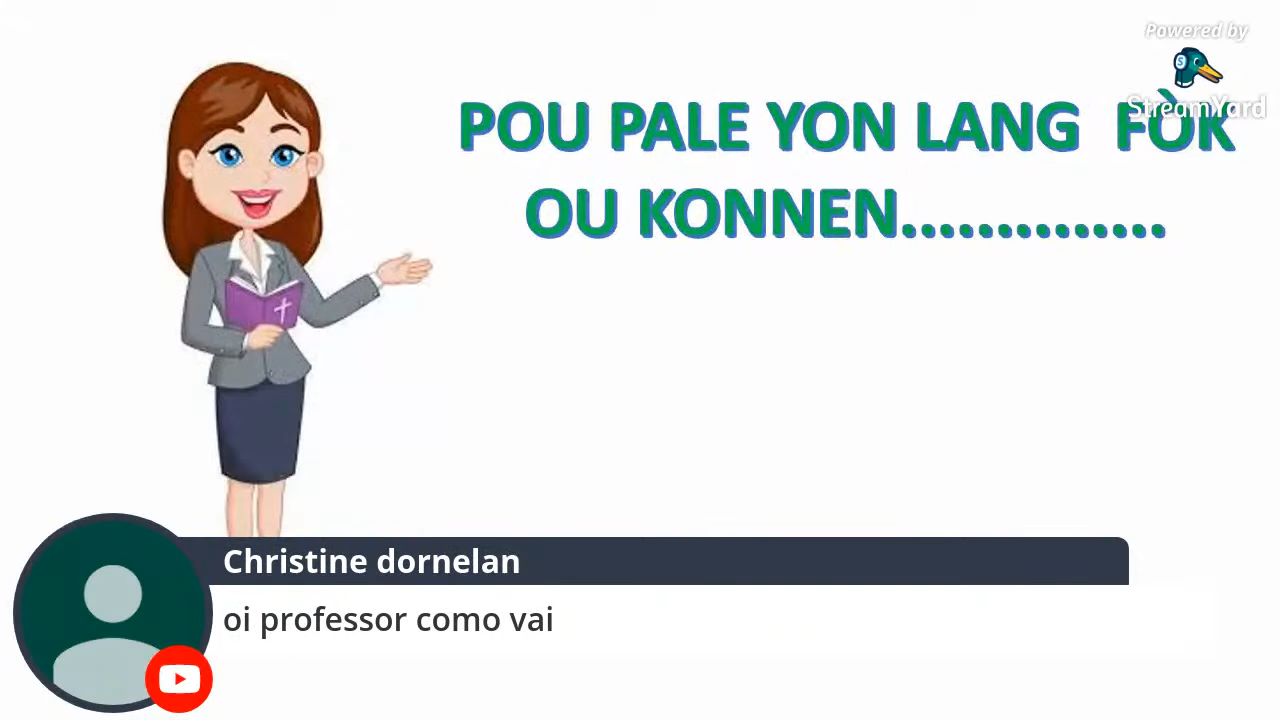 Powered by
StreamYard
POU PALE YON LANG FÒK
OU KONNEN..............
Christine dornelan
oi professor como vai